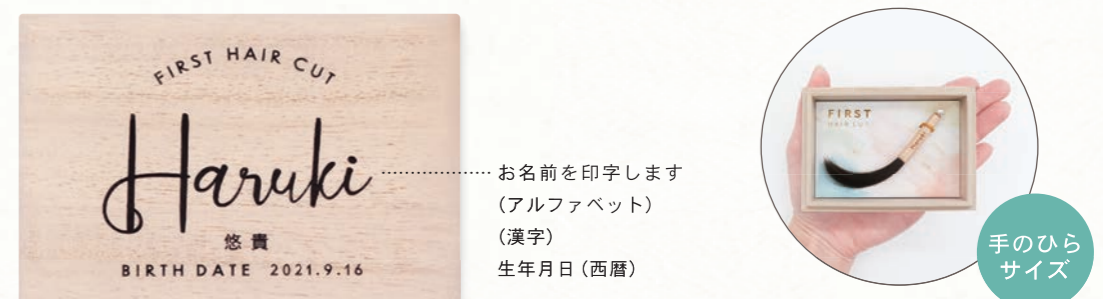 FIRST HAIR CUT
Haruki
悠貴
BIRTH DATE 2021.9.16
お名前を印字します
(アルファベット)
(漢字)
生年月日(西暦)
FIRST
HAIR CUT
手のひら
サイズ